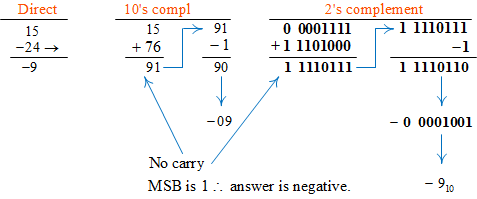 Direct 10's compl 2's complement
15 15 91 0 0001111 1 1110111
−24 → + 76 − 1 +1 1101000 −1
−9 91 90 1 1110111 1 1110110
−09 − 0 0001001
No carry
MSB is 1 ∴ answer is negative. − 9₁₀